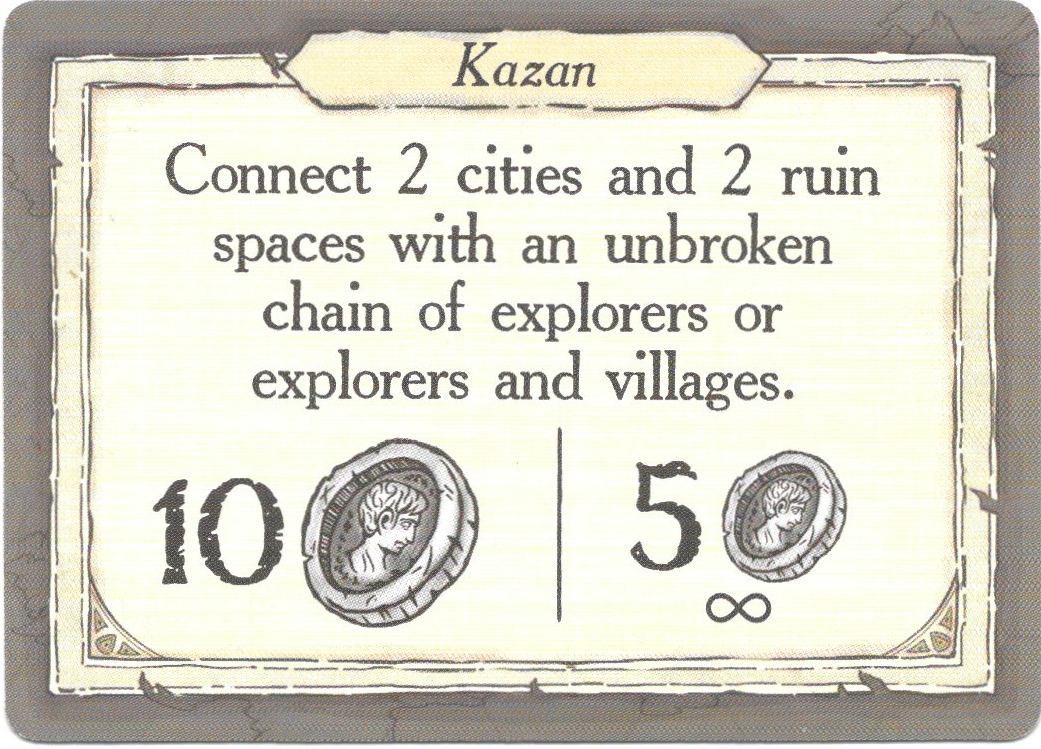 Kazan
Connect 2 cities and 2 ruin
spaces with an unbroken
chain of explorers or
explorers and villages.
10 5
∞